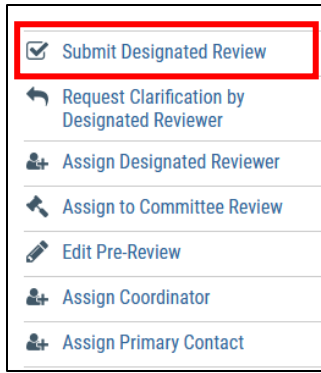 Submit Designated Review
Request Clarification by
Designated Reviewer
Assign Designated Reviewer
Assign to Committee Review
Edit Pre-Review
Assign Coordinator
Assign Primary Contact